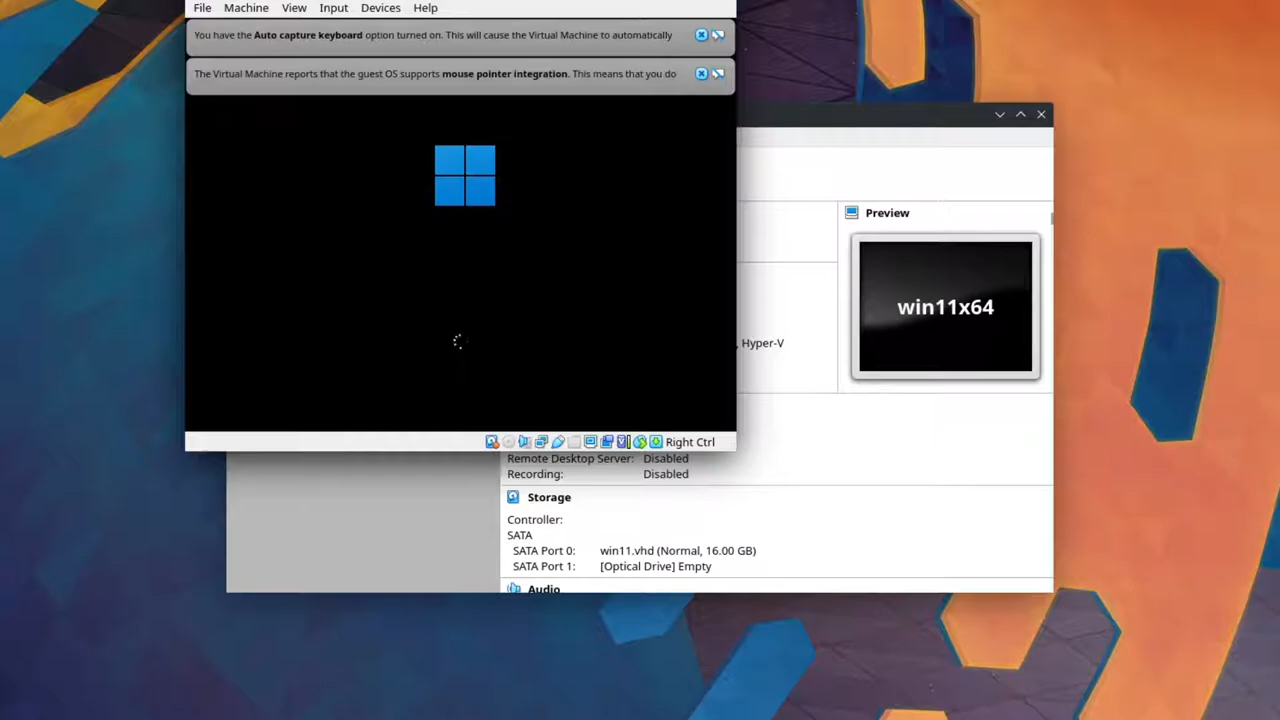 File Machine View Input Devices Help
You have the Auto capture keyboard option turned on. This will cause the Virtual Machine to automatically
The Virtual Machine reports that the guest OS supports mouse pointer integration. This means that you do
Preview
win11x64
, Hyper-V
Right Ctrl
Remote Desktop Server: Disabled
Recording: Disabled
Storage
Controller:
SATA
SATA Port 0: win11.vhd (Normal, 16.00 GB)
SATA Port 1: [Optical Drive] Empty
Audio